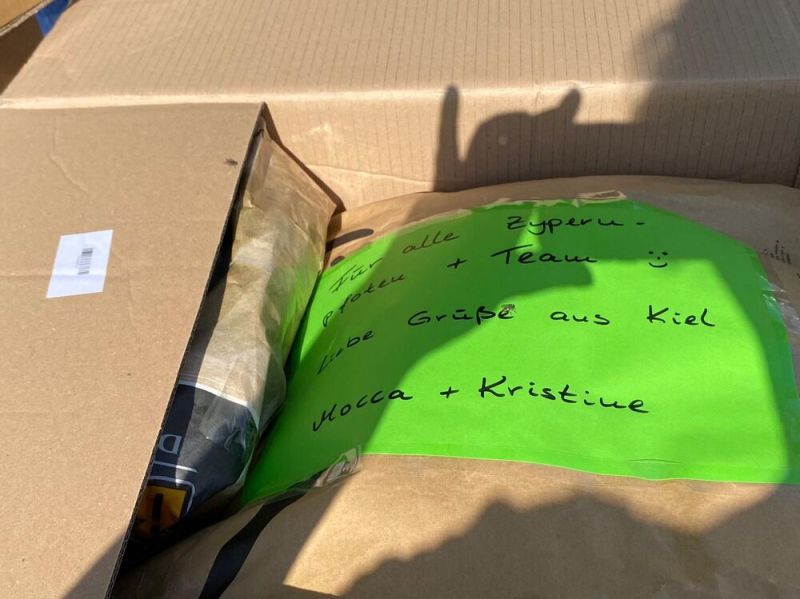 Für alle Zypern-
Pfoten + Team :)
Liebe Grüße aus Kiel
Mocca + Kristine